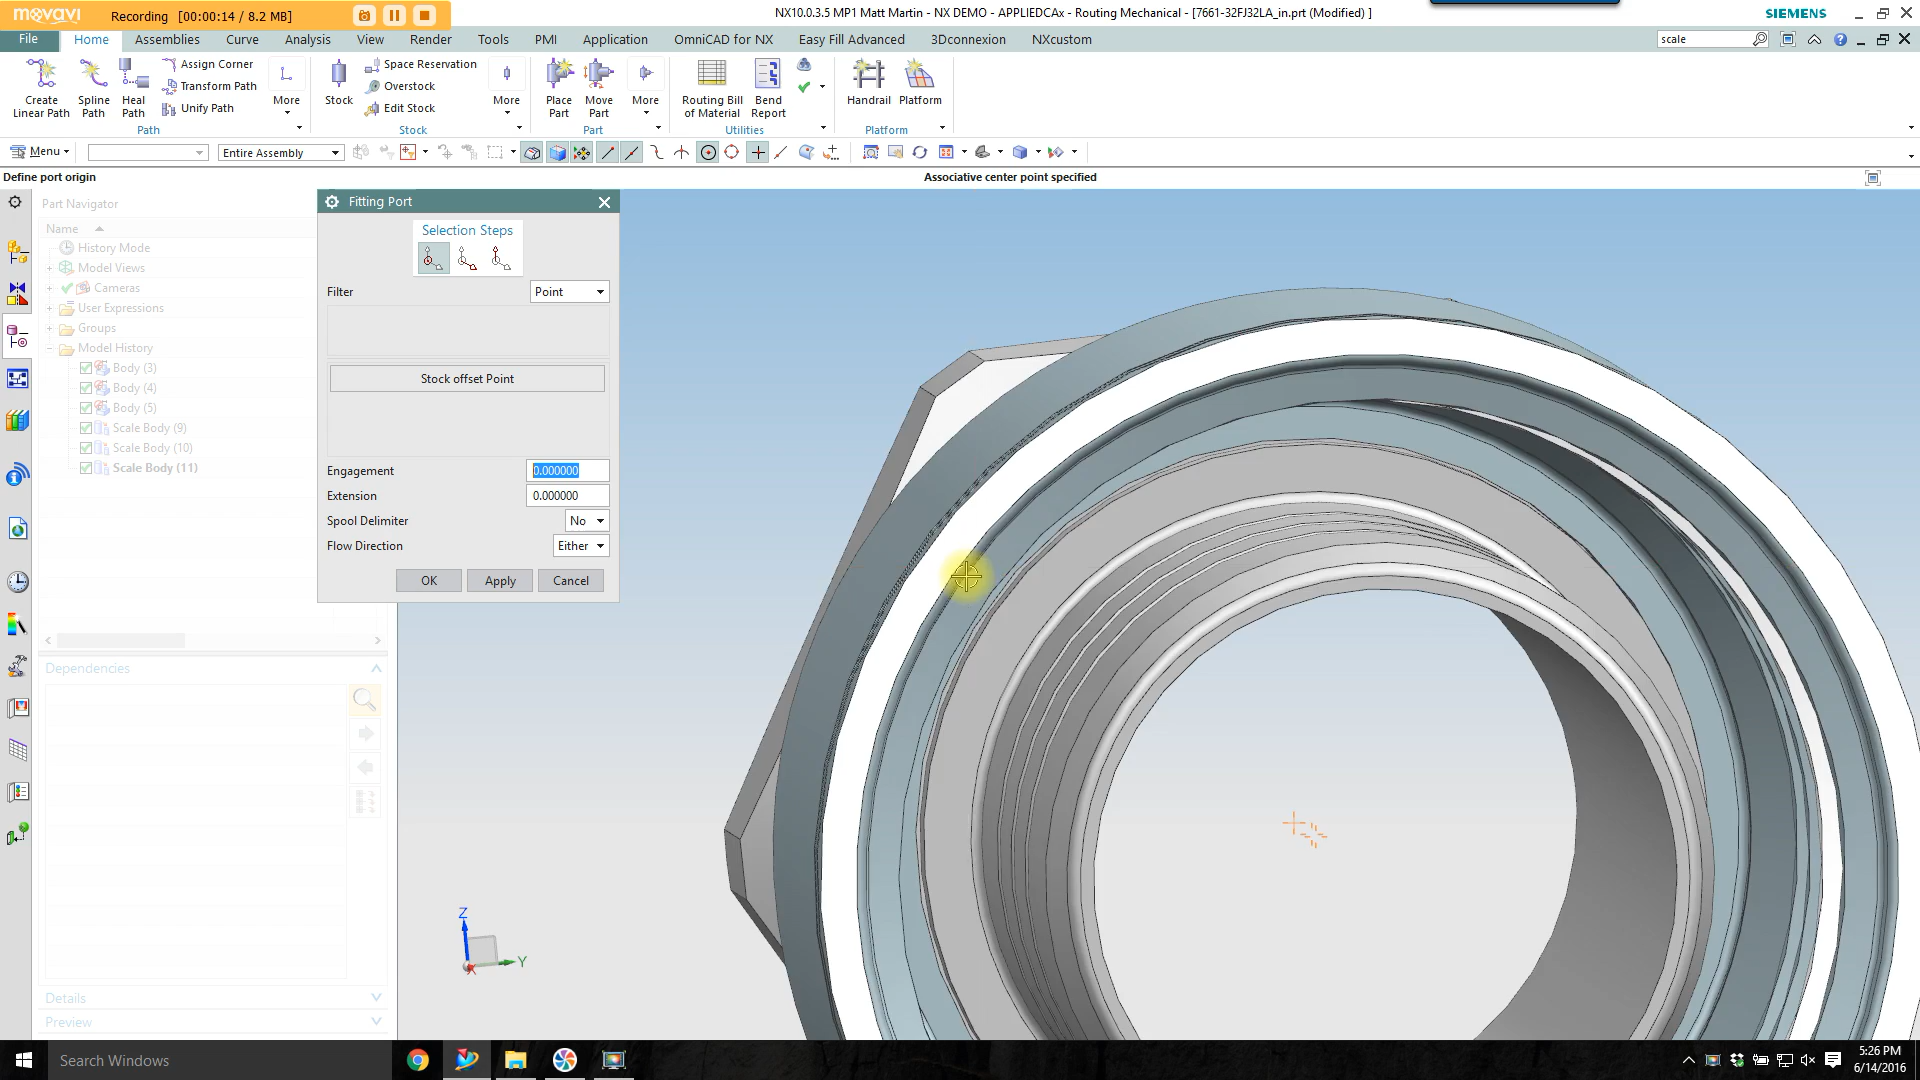 movavi
Recording [00:00:14 / 8.2 MB]
NX10.0.3.5 MP1 Matt Martin - NX DEMO - APPLIEDCAx - Routing Mechanical - [7661-32FJ32LA_in.prt (Modified) ]
SIEMENS
File
Home
Assemblies
Curve
Analysis
View
Render
Tools
PMI
Application
OmniCAD for NX
Easy Fill Advanced
3Dconnexion
NXcustom
scale
Create
Linear Path
Spline
Path
Heal
Path
Assign Corner
Transform Path
Unify Path
More
Path
Stock
Space Reservation
Overstock
Edit Stock
More
Stock
Place
Part
Move
Part
More
Part
Routing Bill
of Material
Bend
Report
Utilities
Handrail
Platform
Platform
Menu
Entire Assembly
Define port origin
Associative center point specified
Part Navigator
Name
History Mode
Model Views
Cameras
User Expressions
Groups
Model History
Body (3)
Body (4)
Body (5)
Scale Body (9)
Scale Body (10)
Scale Body (11)
Dependencies
Details
Preview
Fitting Port
Selection Steps
Filter
Point
Stock offset Point
Engagement
0.000000
Extension
0.000000
Spool Delimiter
No
Flow Direction
Either
OK
Apply
Cancel
Z
Y
X
Search Windows
5:26 PM
6/14/2016